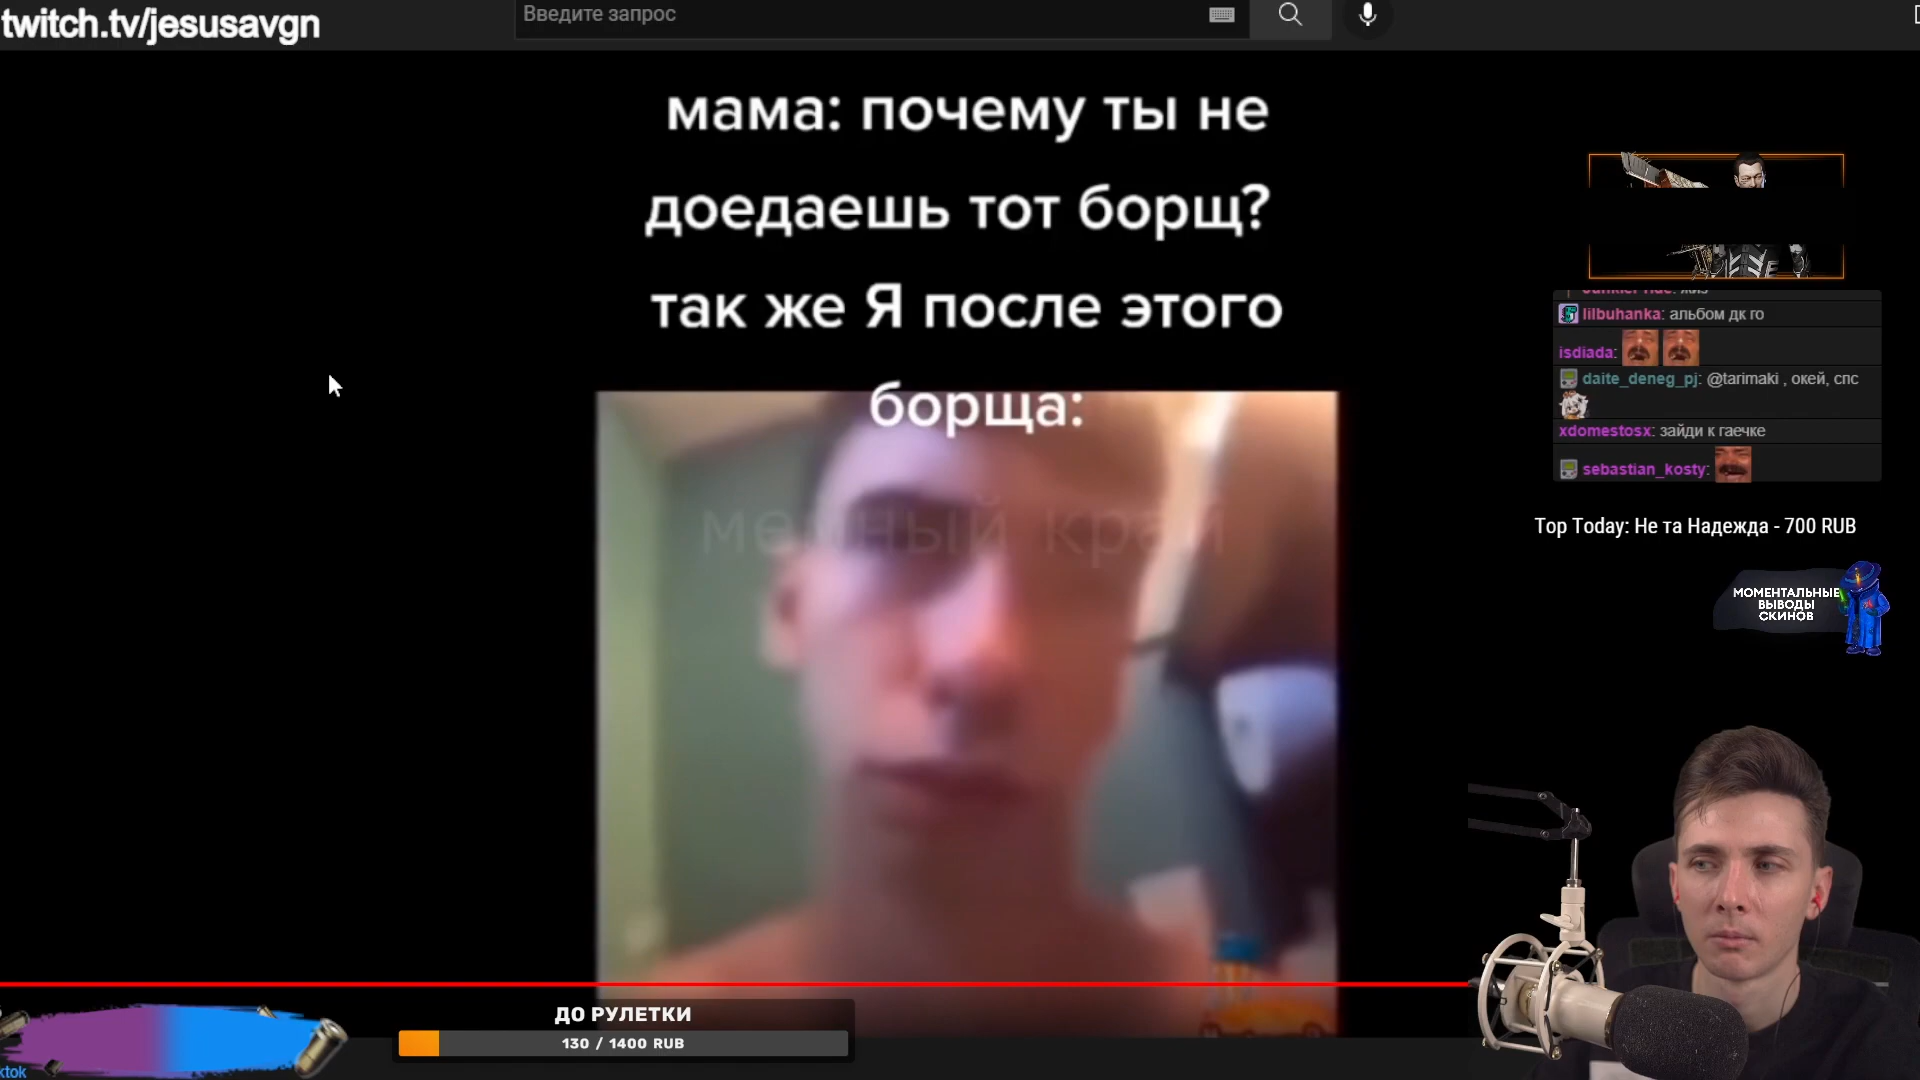 twitch.tv/jesusavgn
Введите запрос
мама: почему ты не
доедаешь тот борщ?
так же Я после этого
борща:
край
lilbuhanka: альбом дк го
isdiada:
daite_deneg_pj: @tarimaki , окей, спс
xdomestosx: зайди к гаечке
sebastian_kosty:
Top Today: Не та Надежда - 700 RUB
МОМЕНТАЛЬНЫЕ
ВЫВОДЫ
СКИНОВ
ДО РУЛЕТКИ
130 / 1400 RUB